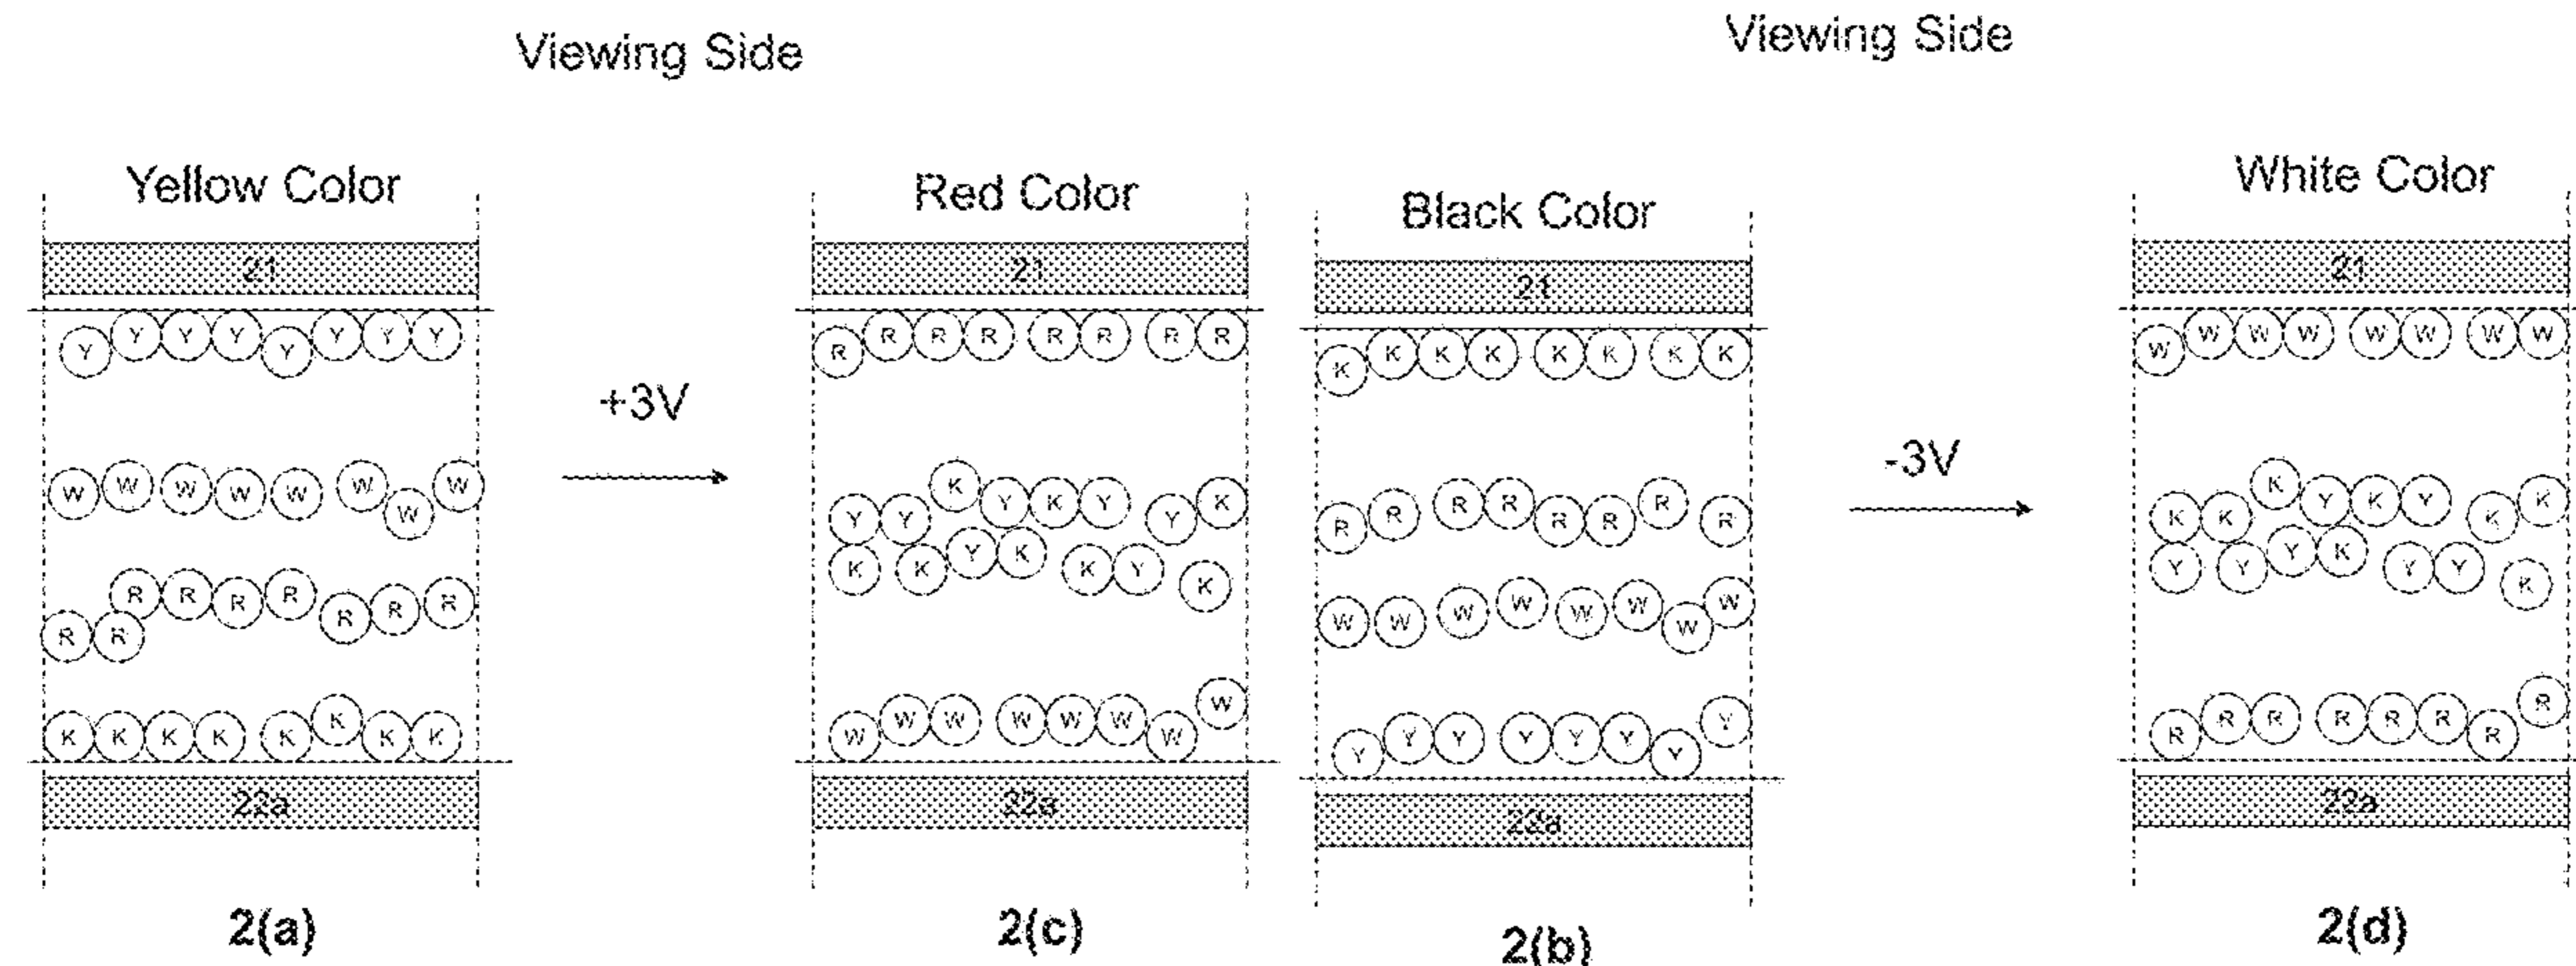 Viewing Side
Viewing Side
Yellow Color
21
Y Y Y Y Y Y Y Y
W W W W W W W W
R R R R R R R R R
K K K K K K K K
22a
2(a)
+3V
Red Color
21
R R R R R R R R
Y Y K Y K Y Y K
K K Y K K Y K
W W W W W W W W
22a
2(c)
Black Color
21
K K K K K K K K
R R R R R R R R
W W W W W W W W
Y Y Y Y Y Y Y Y
22a
2(b)
-3V
White Color
21
W W W W W W W W
K K K Y K Y K K
Y Y Y K Y Y K
R R R R R R R R
22a
2(d)